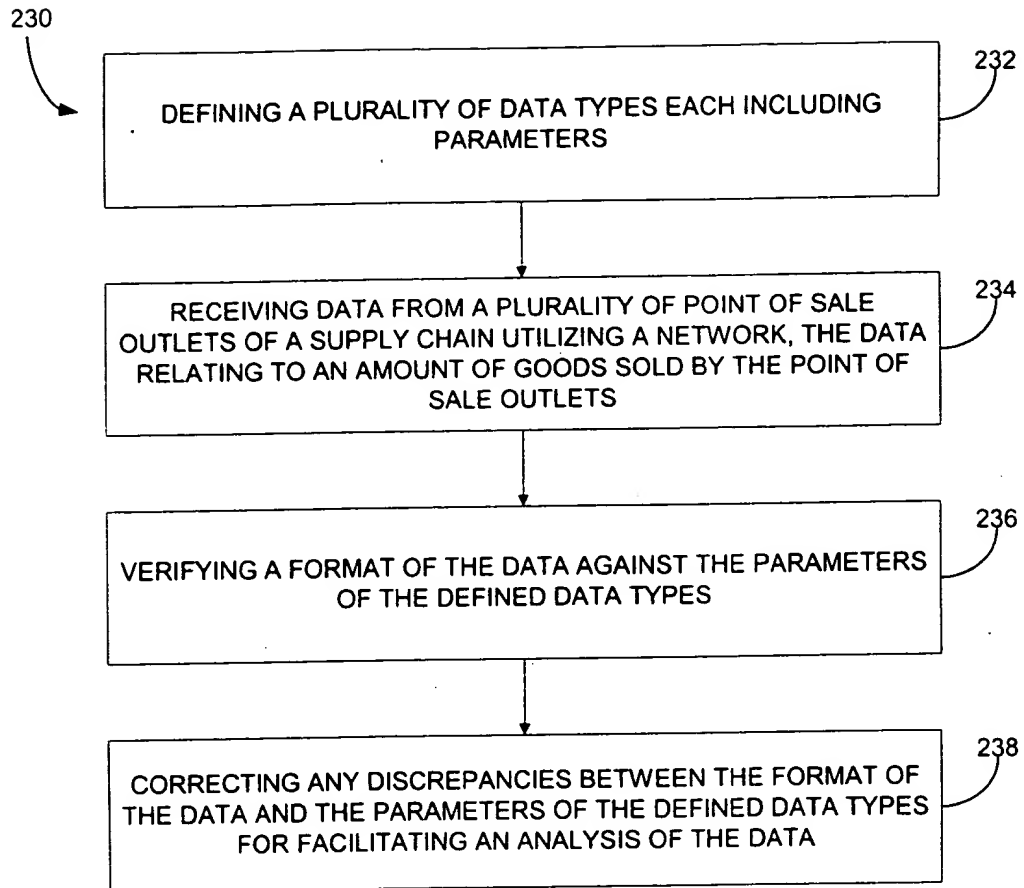 230
232
DEFINING A PLURALITY OF DATA TYPES EACH INCLUDING
PARAMETERS
234
RECEIVING DATA FROM A PLURALITY OF POINT OF SALE
OUTLETS OF A SUPPLY CHAIN UTILIZING A NETWORK, THE DATA
RELATING TO AN AMOUNT OF GOODS SOLD BY THE POINT OF
SALE OUTLETS
236
VERIFYING A FORMAT OF THE DATA AGAINST THE PARAMETERS
OF THE DEFINED DATA TYPES
238
CORRECTING ANY DISCREPANCIES BETWEEN THE FORMAT OF
THE DATA AND THE PARAMETERS OF THE DEFINED DATA TYPES
FOR FACILITATING AN ANALYSIS OF THE DATA